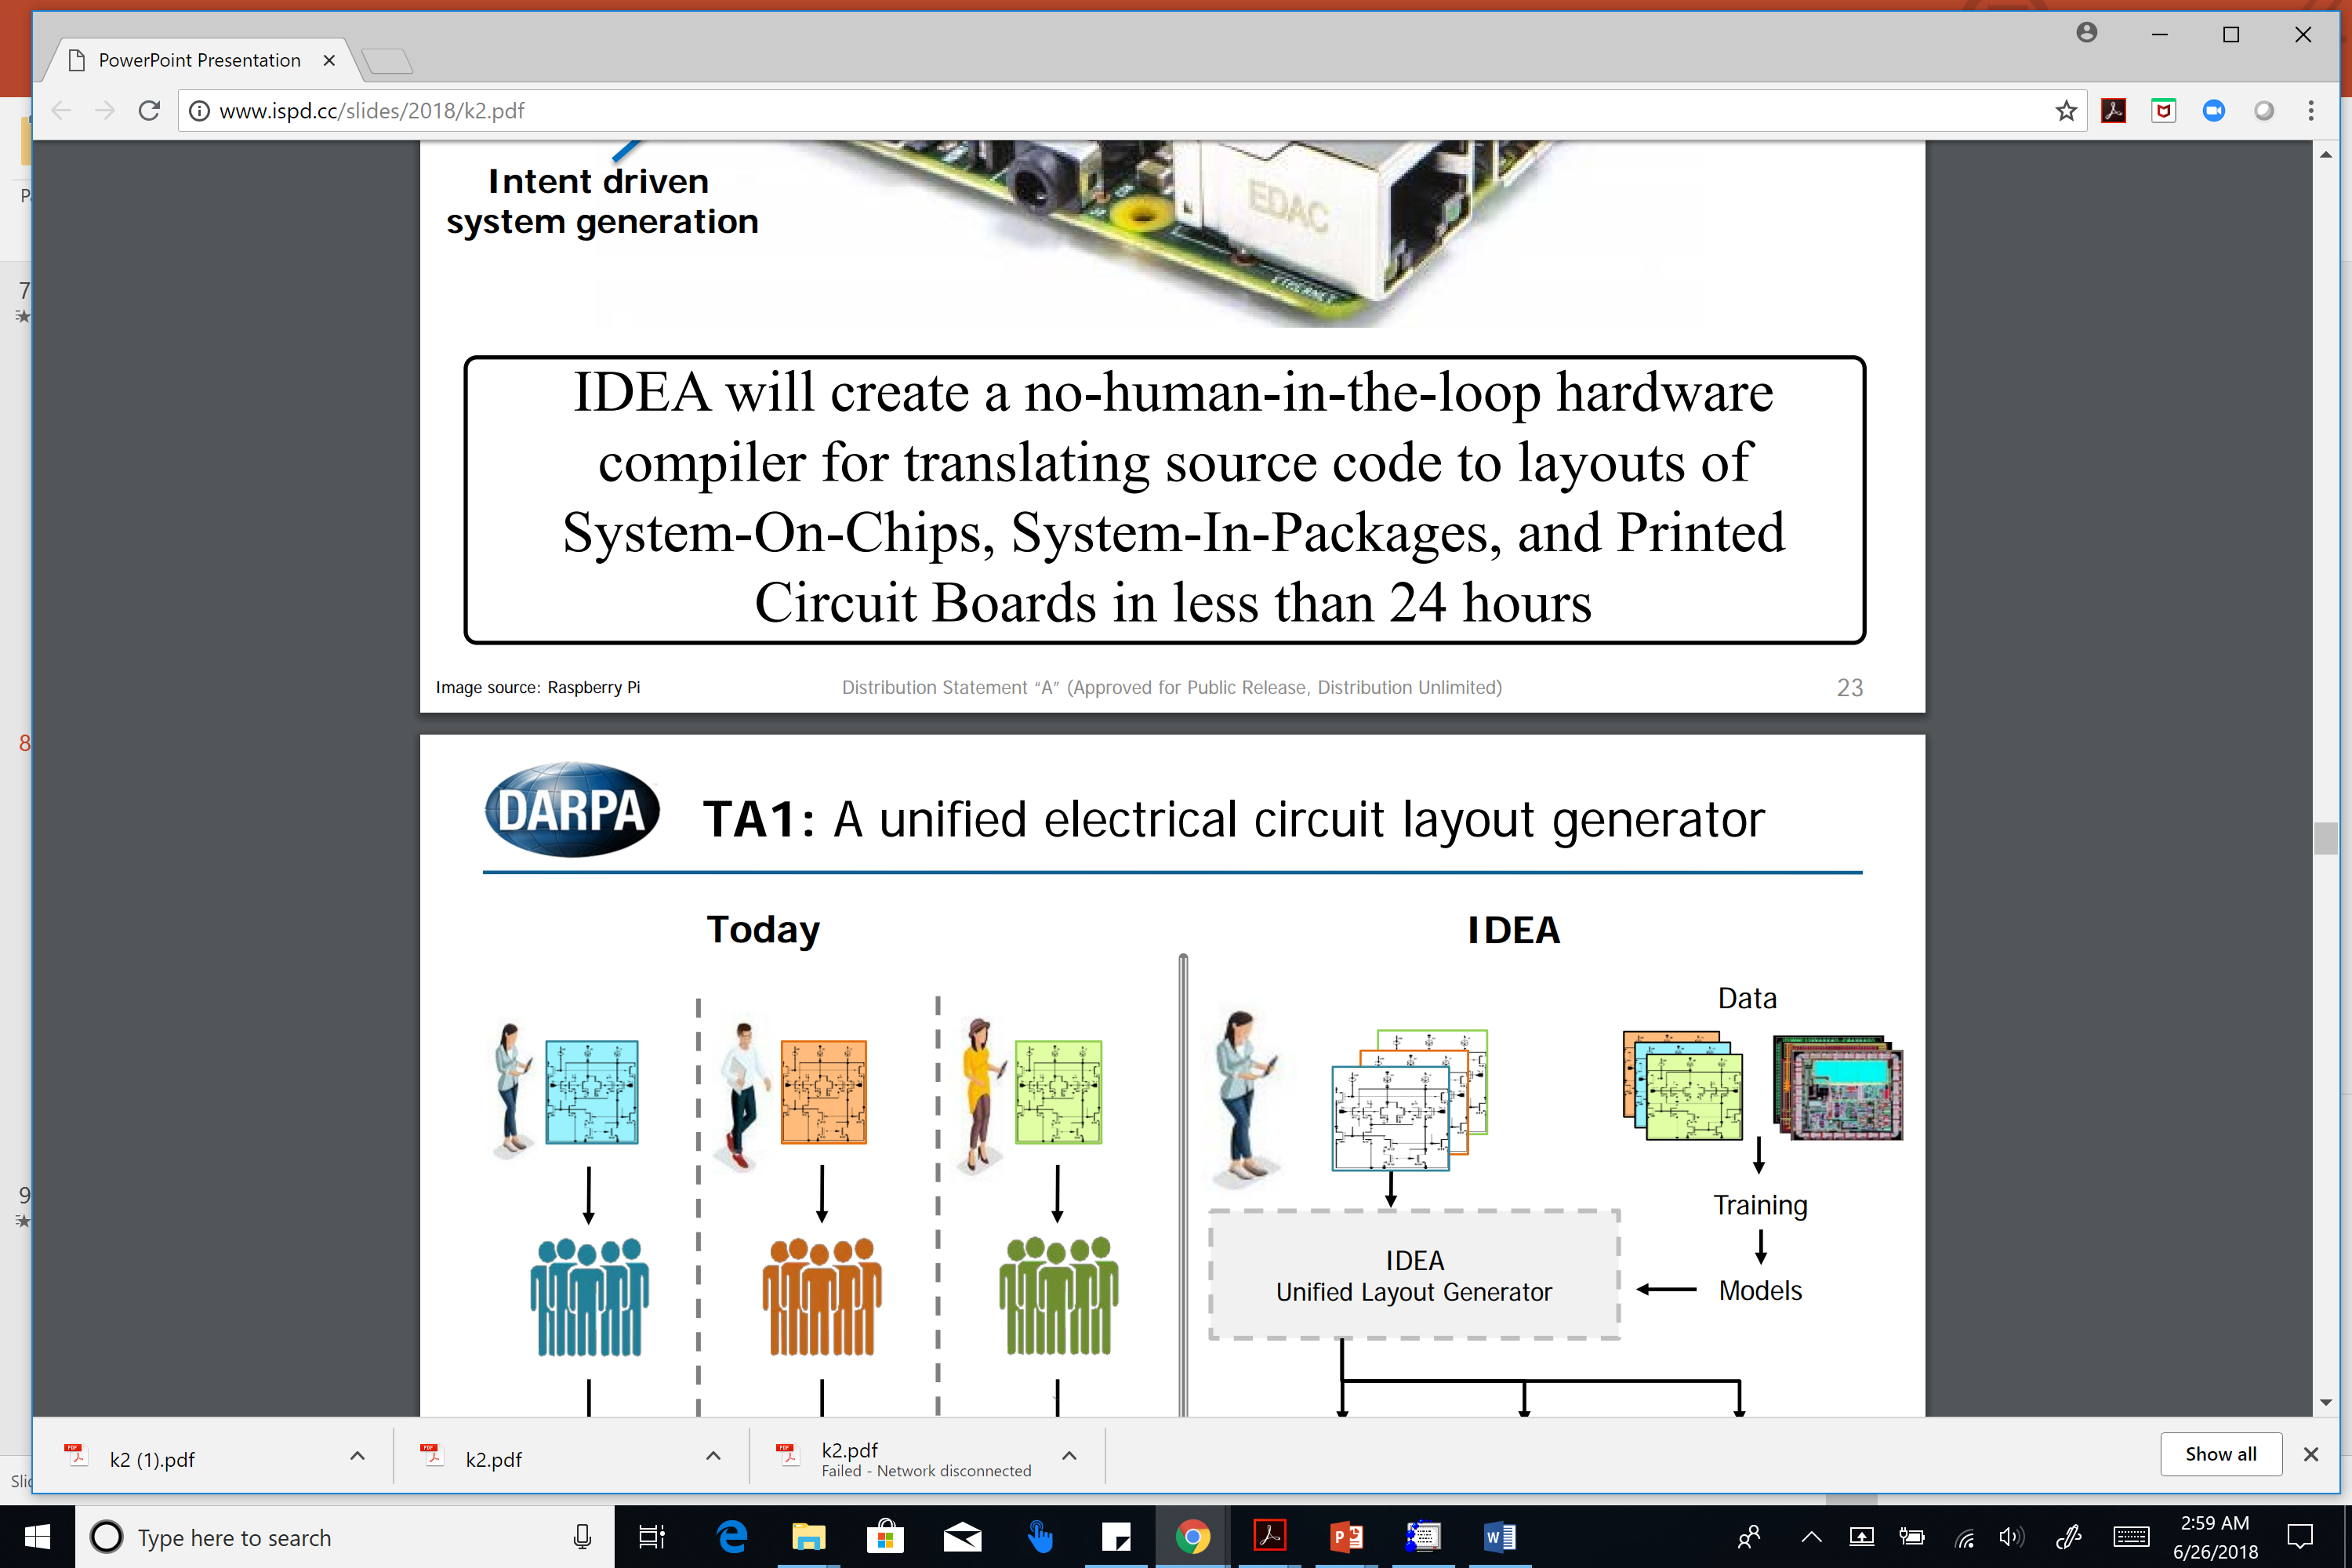 PowerPoint Presentation
www.ispd.cc/slides/2018/k2.pdf
Intent driven
system generation
EDAC
ETHERNET
IDEA will create a no-human-in-the-loop hardware
compiler for translating source code to layouts of
System-On-Chips, System-In-Packages, and Printed
Circuit Boards in less than 24 hours
Image source: Raspberry Pi
Distribution Statement “A” (Approved for Public Release, Distribution Unlimited)
23
7
8
9
DARPA
TA1: A unified electrical circuit layout generator
Today
IDEA
Data
Training
Models
IDEA
Unified Layout Generator
k2 (1).pdf
k2.pdf
k2.pdf
Failed - Network disconnected
Show all
Type here to search
2:59 AM
6/26/2018